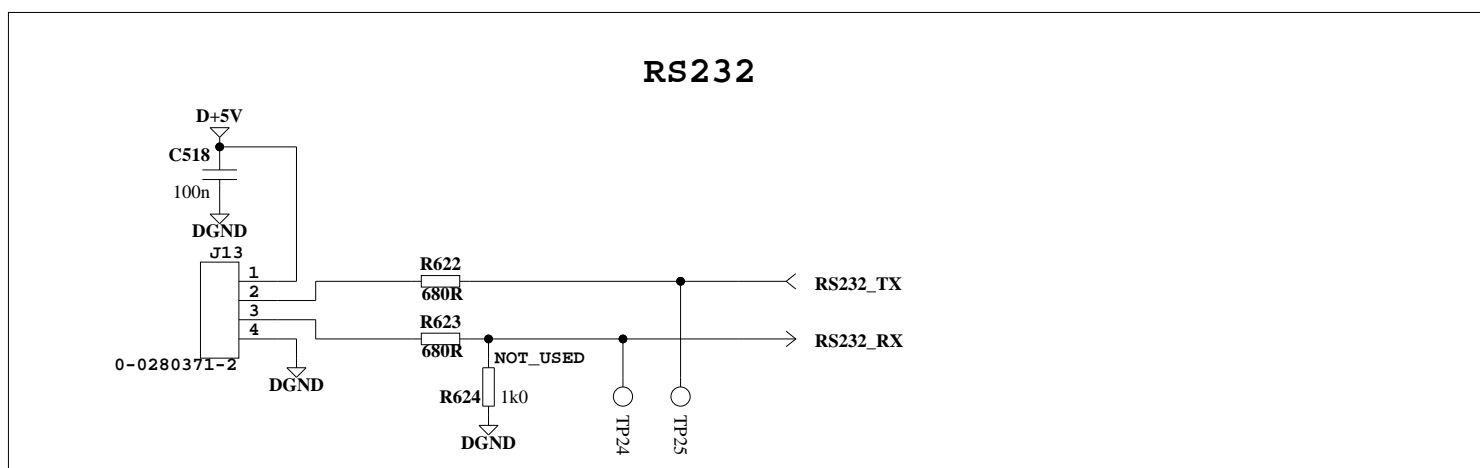 RS232
D+5V
C518
100n
DGND
J13
1
2
3
4
0-0280371-2
DGND
R622
680R
R623
680R
NOT_USED
R624 1k0
DGND
TP24
TP25
RS232_TX
RS232_RX